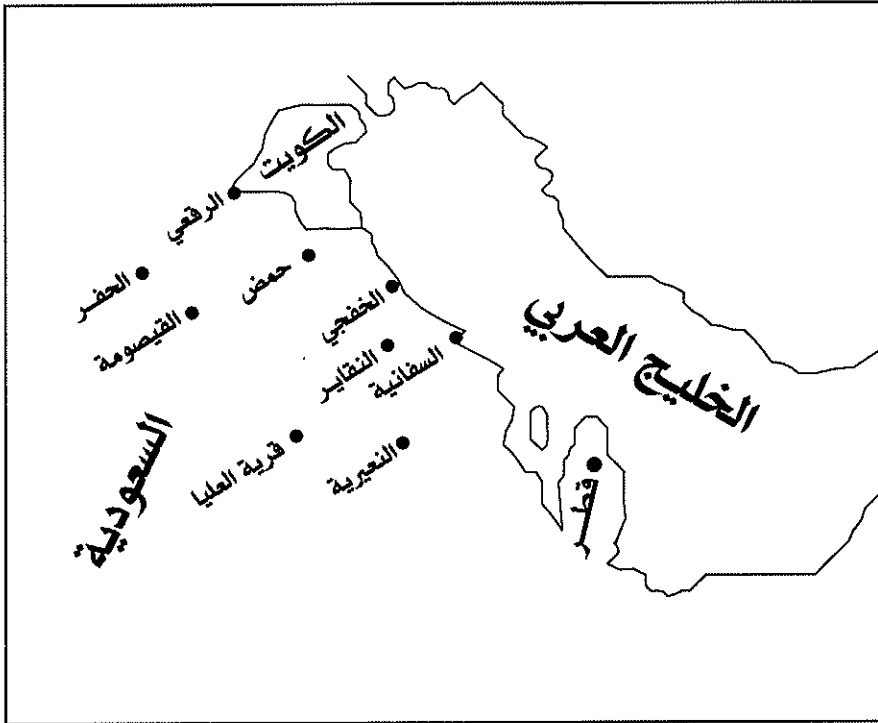 الكويت
الرقعي
الحفر
حمض
القيصومة
الخفجي
النقاير
السفانية
الخليج العربي
قرية العليا
النعيرية
السعودية
قطر